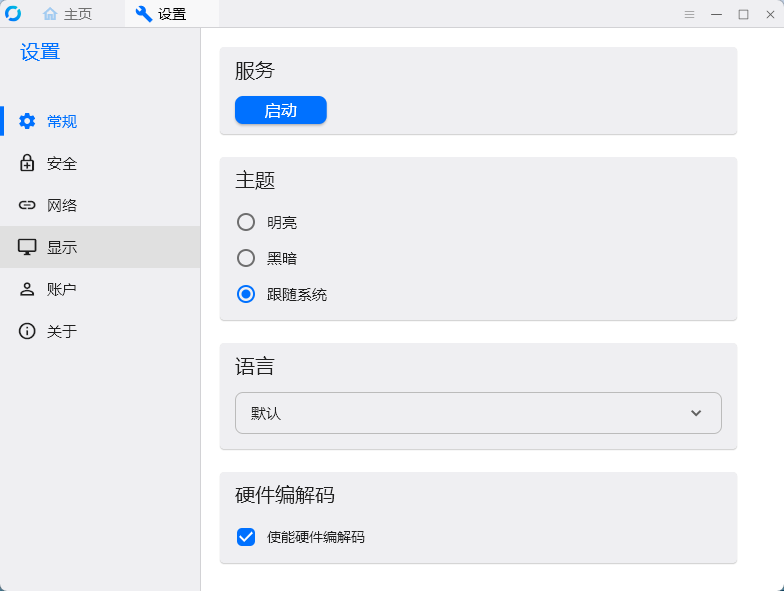 主页
设置
设置
常规
安全
网络
显示
账户
关于
服务
启动
主题
明亮
黑暗
跟随系统
语言
默认
硬件编解码
使能硬件编解码